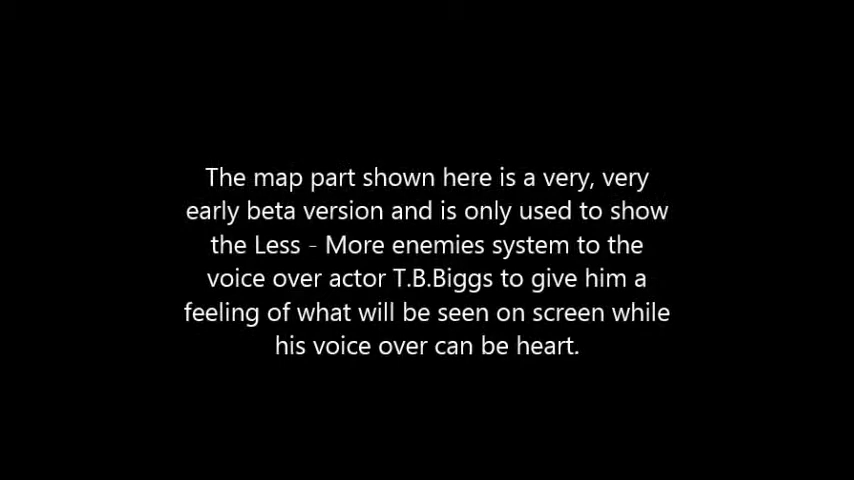 The map part shown here is a very, very
early beta version and is only used to show
the Less - More enemies system to the
voice over actor T.B.Biggs to give him a
feeling of what will be seen on screen while
his voice over can be heart.